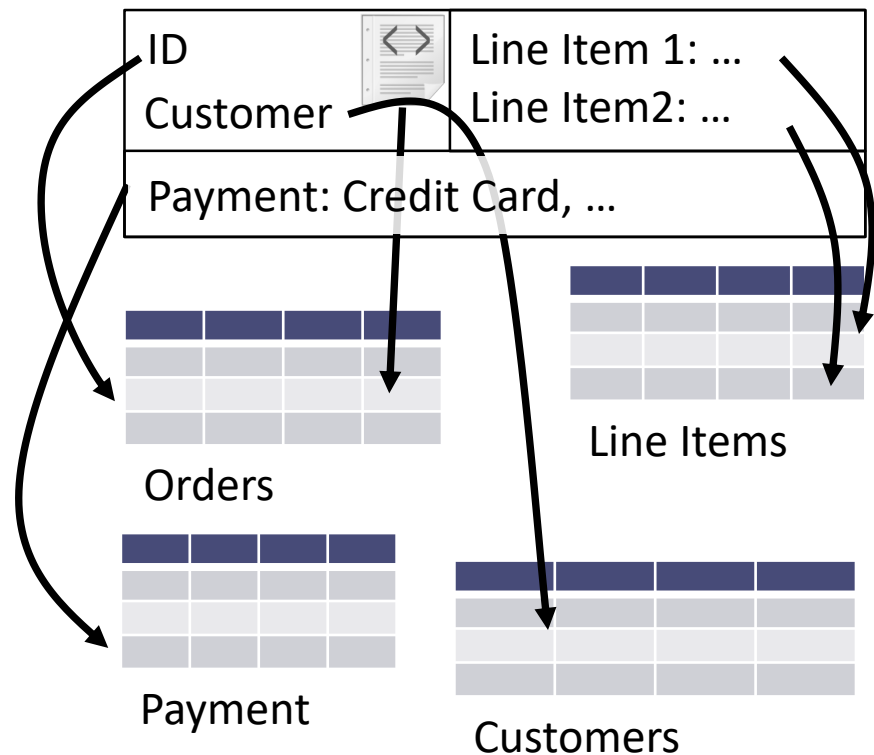 ID
Customer
Line Item 1: …
Line Item2: …
Payment: Credit Card, …
Orders
Line Items
Payment
Customers